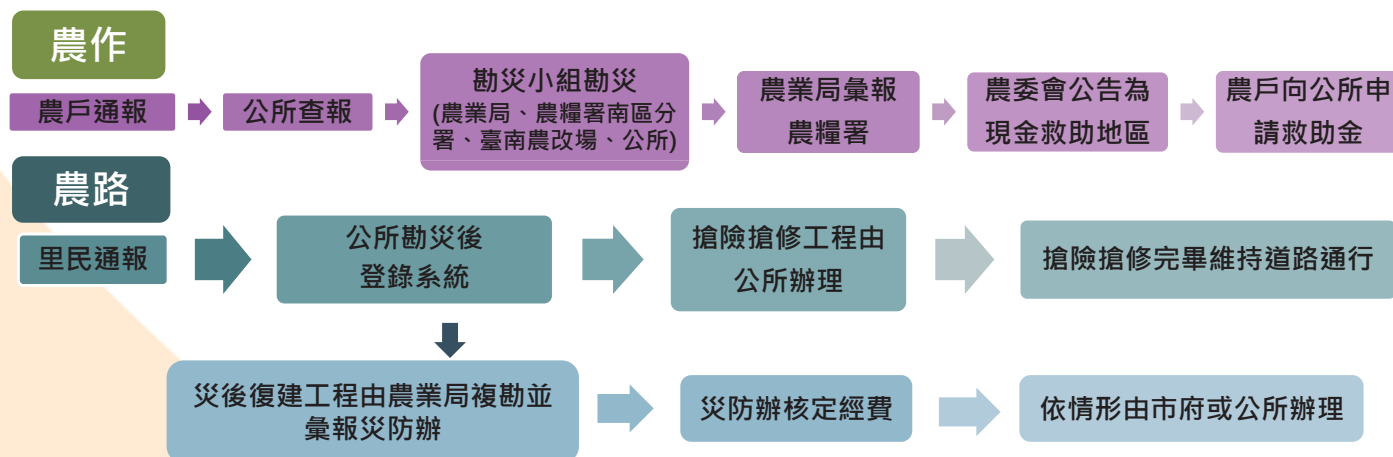 農作
農戶通報
公所查報
勘災小組勘災
(農業局、農糧署南區分
署、臺南農改場、公所)
農業局彙報
農糧署
農委會公告為
現金救助地區
農戶向公所申
請救助金
農路
里民通報
公所勘災後
登錄系統
搶險搶修工程由
公所辦理
搶險搶修完畢維持道路通行
災後復建工程由農業局複勘並
彙報災防辦
災防辦核定經費
依情形由市府或公所辦理